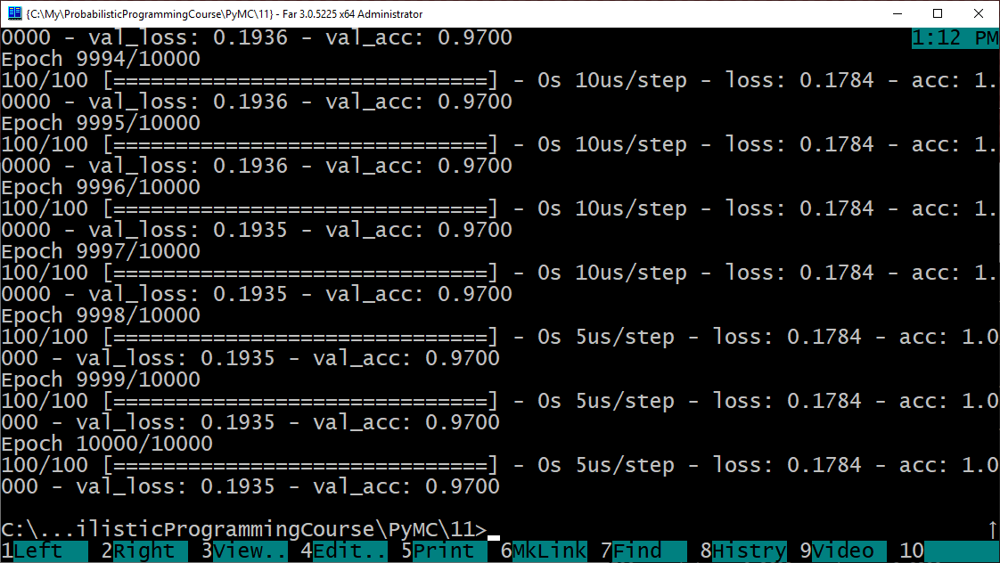 {C:\My\ProbabilisticProgrammingCourse\PyMC\11} - Far 3.0.5225 x64 Administrator
0000 - val_loss: 0.1936 - val_acc: 0.9700 1:12 PM
Epoch 9994/10000
100/100 [==============================] - 0s 10us/step - loss: 0.1784 - acc: 1.
0000 - val_loss: 0.1936 - val_acc: 0.9700
Epoch 9995/10000
100/100 [==============================] - 0s 10us/step - loss: 0.1784 - acc: 1.
0000 - val_loss: 0.1936 - val_acc: 0.9700
Epoch 9996/10000
100/100 [==============================] - 0s 10us/step - loss: 0.1784 - acc: 1.
0000 - val_loss: 0.1935 - val_acc: 0.9700
Epoch 9997/10000
100/100 [==============================] - 0s 10us/step - loss: 0.1784 - acc: 1.
0000 - val_loss: 0.1935 - val_acc: 0.9700
Epoch 9998/10000
100/100 [==============================] - 0s 5us/step - loss: 0.1784 - acc: 1.0
000 - val_loss: 0.1935 - val_acc: 0.9700
Epoch 9999/10000
100/100 [==============================] - 0s 5us/step - loss: 0.1784 - acc: 1.0
000 - val_loss: 0.1935 - val_acc: 0.9700
Epoch 10000/10000
100/100 [==============================] - 0s 5us/step - loss: 0.1784 - acc: 1.0
000 - val_loss: 0.1935 - val_acc: 0.9700
C:\...ilisticProgrammingCourse\PyMC\11> ↑
1Left 2Right 3View.. 4Edit.. 5Print 6MkLink 7Find 8Histry 9Video 10